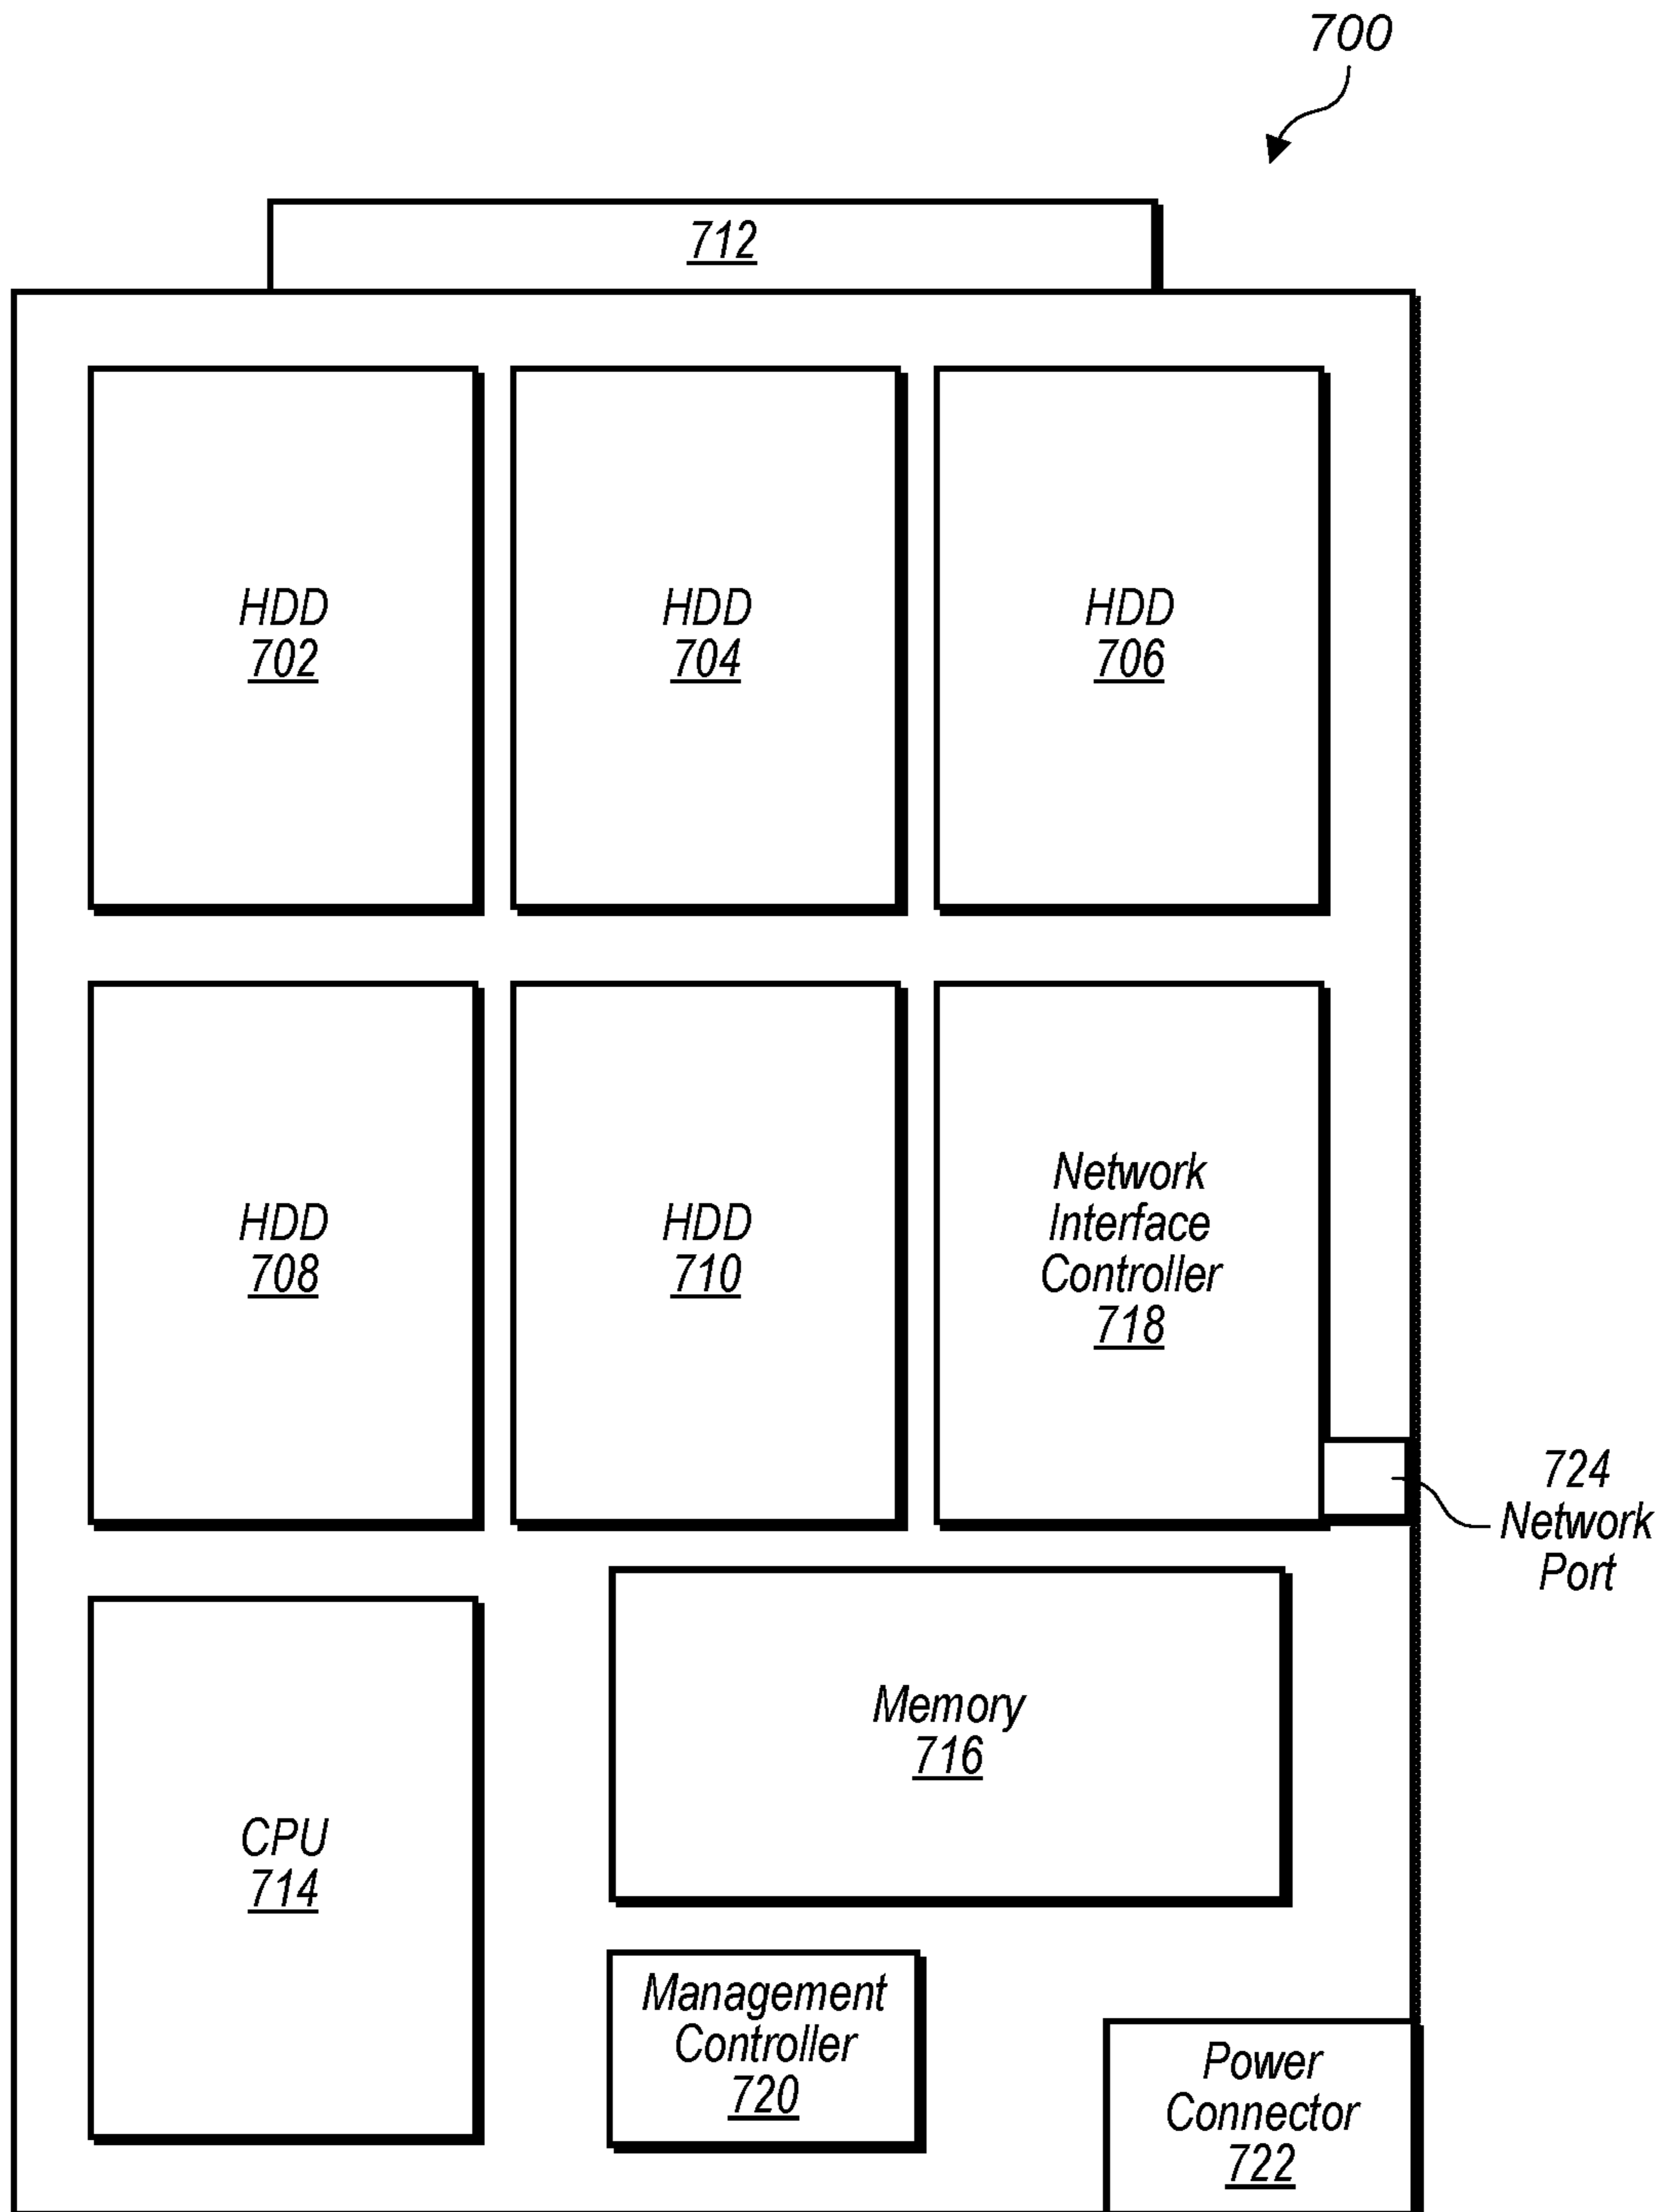 700
712
HDD
702
HDD
704
HDD
706
HDD
708
HDD
710
Network
Interface
Controller
718
724
Network
Port
CPU
714
Memory
716
Management
Controller
720
Power
Connector
722